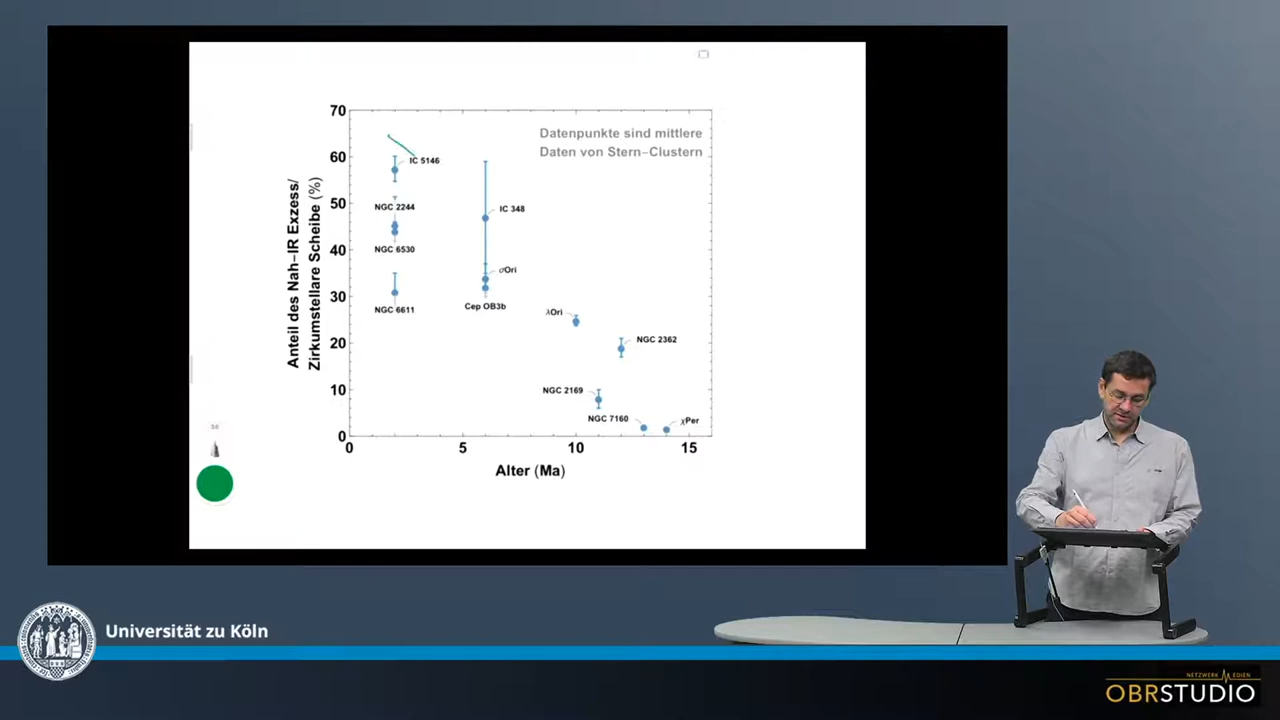 Datenpunkte sind mittlere
Daten von Stern-Clustern
Anteil des Nah-IR Exzess/
Zirkumstellare Scheibe (%)
70
60
50
40
30
20
10
0
IC 5146
NGC 2244
NGC 6530
NGC 6611
IC 348
σOri
Cep OB3b
λOri
NGC 2362
NGC 2169
NGC 7160
χPer
0
5
10
15
Alter (Ma)
Universität zu Köln
NETZWERK MEDIEN
OBRSTUDIO